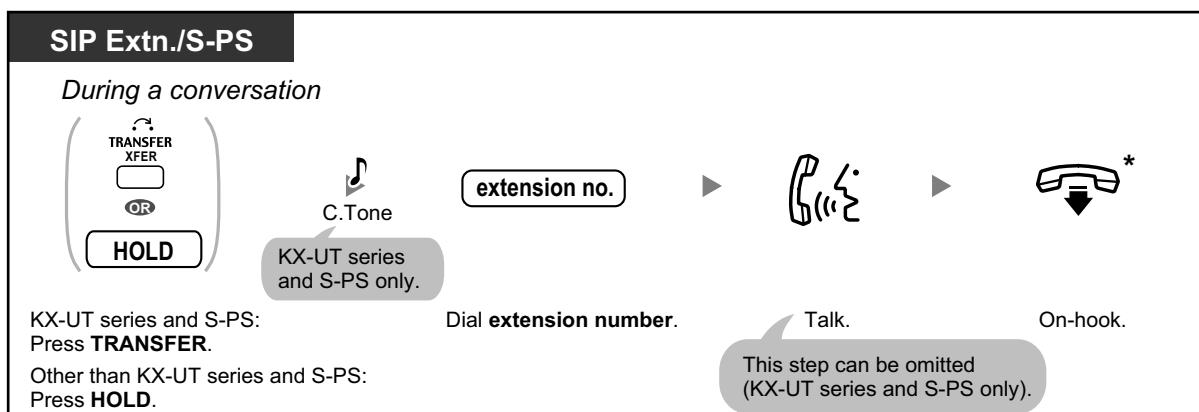 SIP Extn./S-PS
During a conversation
TRANSFER
XFER
OR
HOLD
C.Tone
KX-UT series
and S-PS only.
extension no.
*
KX-UT series and S-PS:
Press TRANSFER.
Other than KX-UT series and S-PS:
Press HOLD.
Dial extension number.
Talk.
This step can be omitted
(KX-UT series and S-PS only).
On-hook.